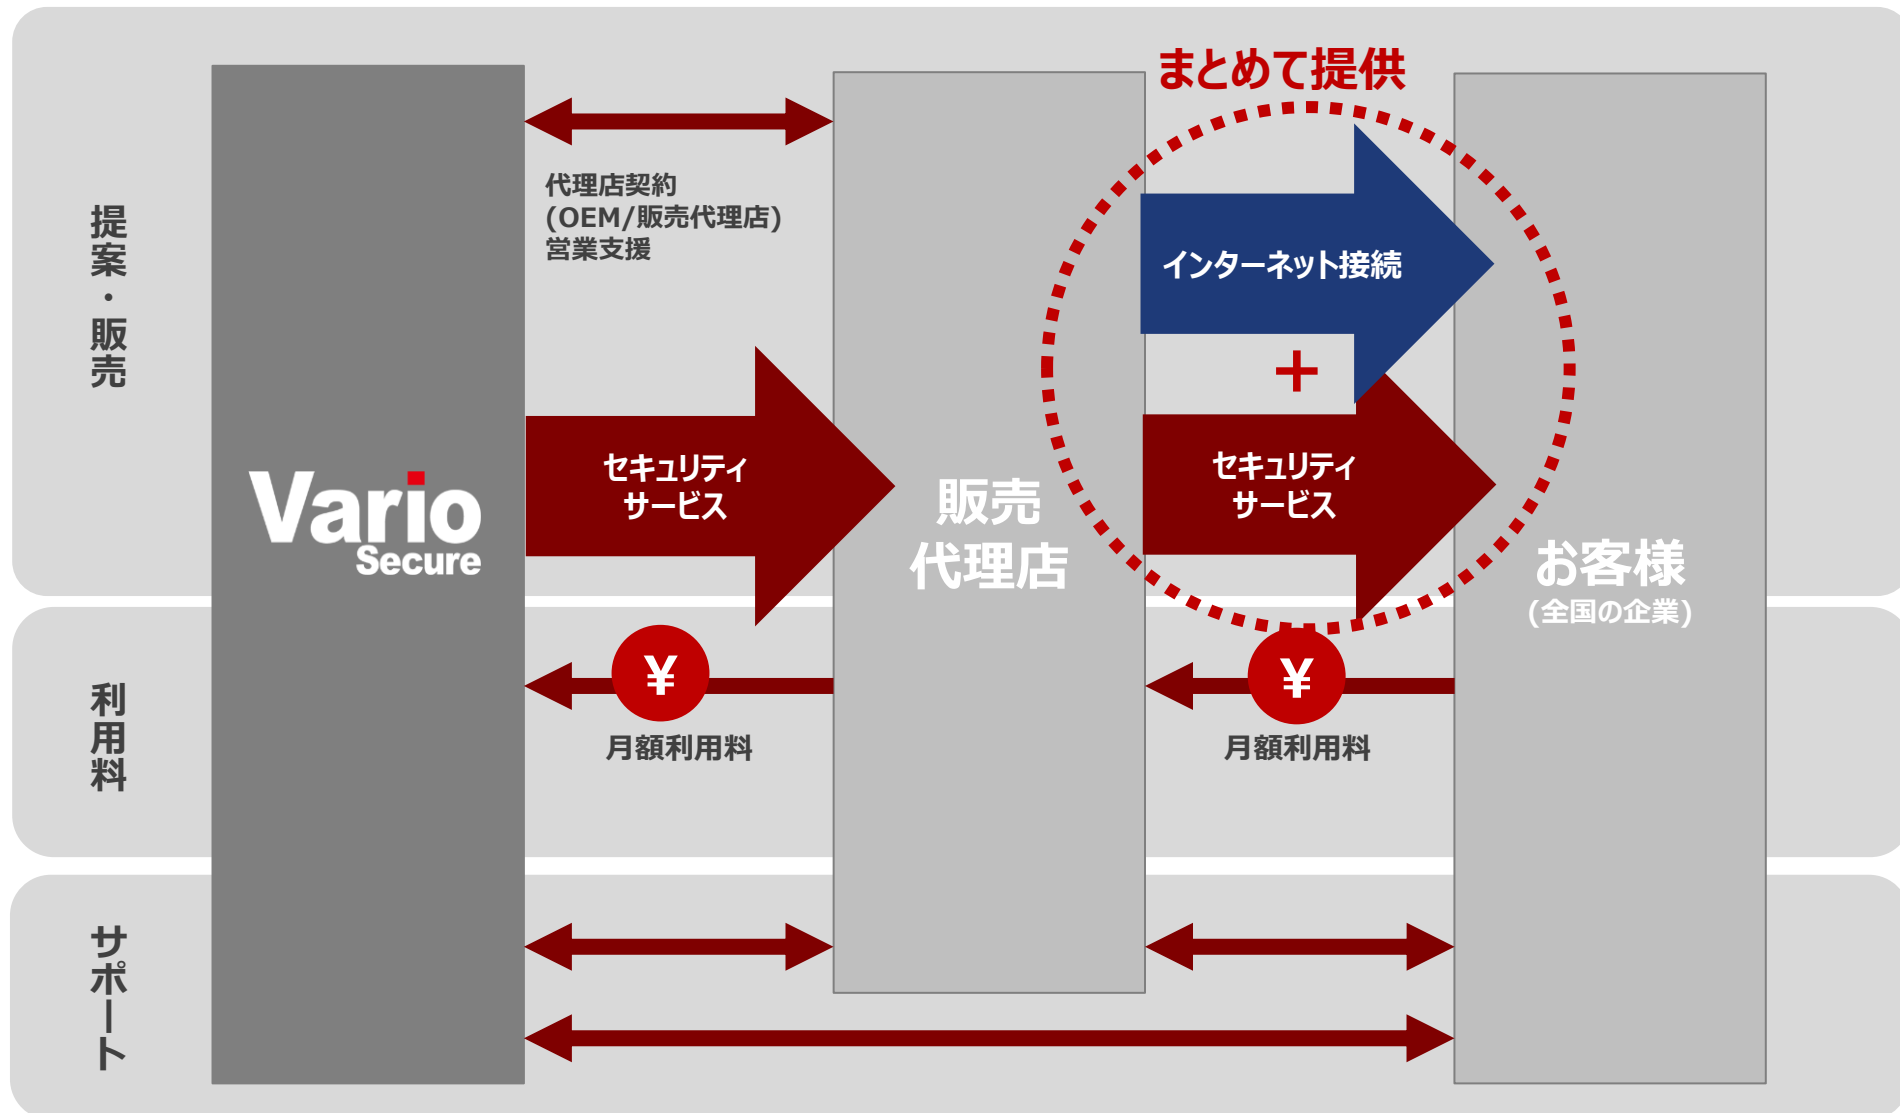 まとめて提供
代理店契約
(OEM/販売代理店)
営業支援
提案・販売
インターネット接続
+
セキュリティ
サービス
セキュリティ
サービス
Vario
Secure
販売
代理店
お客様
(全国の企業)
利用料
¥
月額利用料
¥
月額利用料
サポート